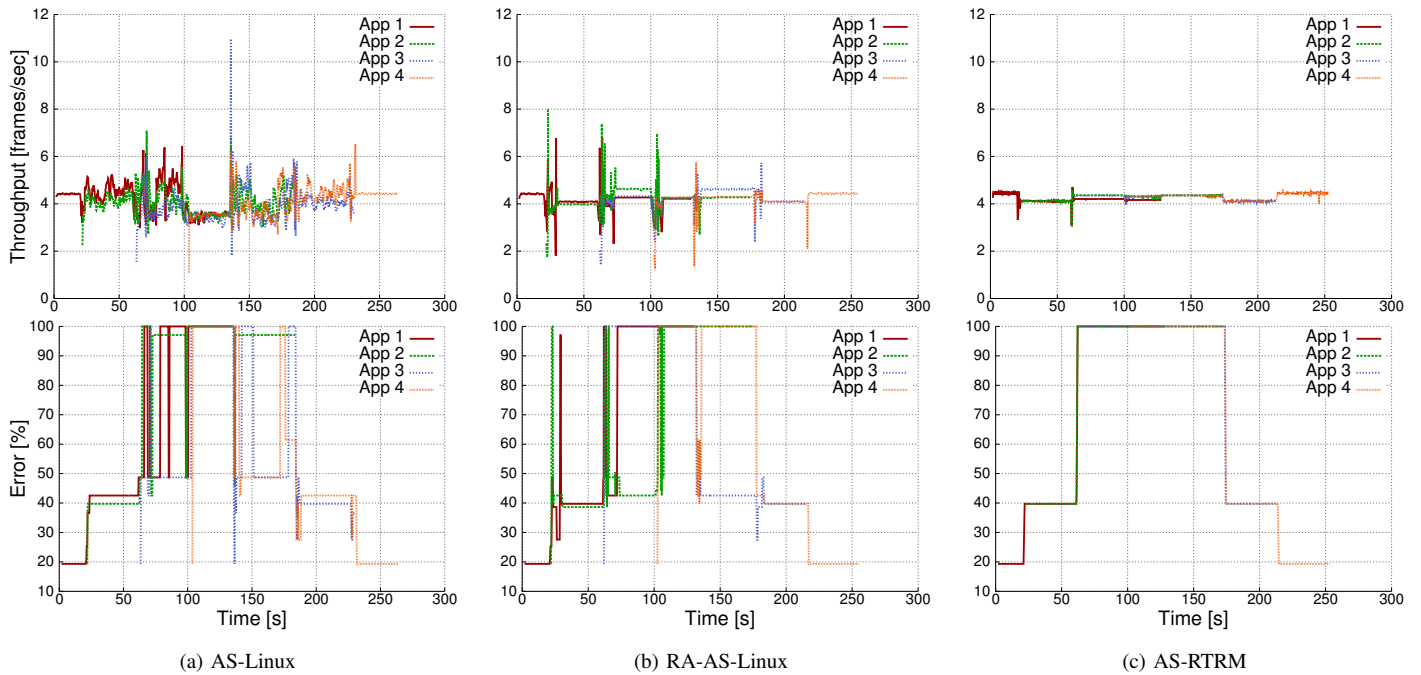 Throughput [frames/sec]
12
10
8
6
4
2
0
0 50 100 150 200 250 300
App 1
App 2
App 3
App 4
12
10
8
6
4
2
0
0 50 100 150 200 250 300
App 1
App 2
App 3
App 4
12
10
8
6
4
2
0
0 50 100 150 200 250 300
App 1
App 2
App 3
App 4
Error [%]
100
90
80
70
60
50
40
30
20
10
0 50 100 150 200 250 300
Time [s]
App 1
App 2
App 3
App 4
100
90
80
70
60
50
40
30
20
10
0 50 100 150 200 250 300
Time [s]
App 1
App 2
App 3
App 4
100
90
80
70
60
50
40
30
20
10
0 50 100 150 200 250 300
Time [s]
App 1
App 2
App 3
App 4
(a) AS-Linux
(b) RA-AS-Linux
(c) AS-RTRM